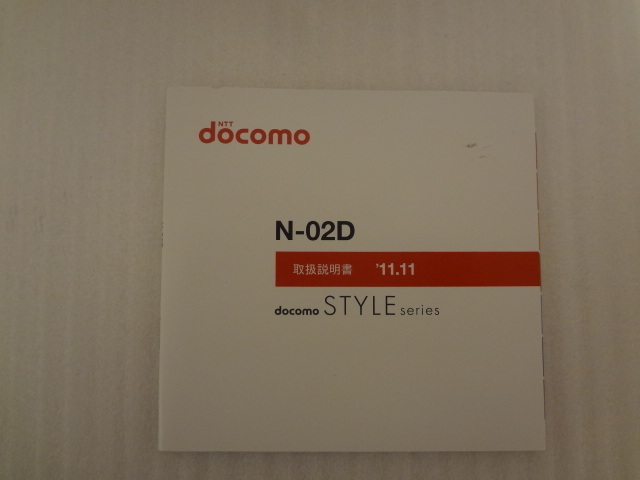 NTT
docomo
N-02D
取扱説明書 '11.11
docomo STYLE series